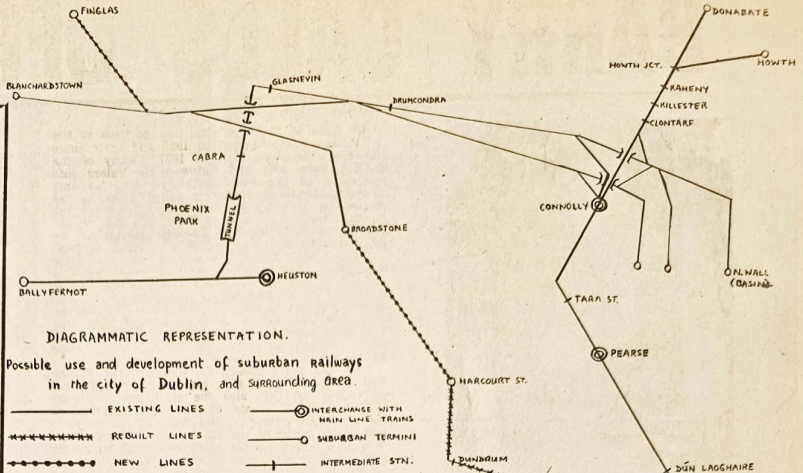 FINGLAS
DONABATE
HOWTH JCT.
HOWTH
RAHENY
KILLESTER
CLONTARF
BLANCHARDSTOWN
GLASNEVIN
DRUMCONDRA
CABRA
PHOENIX
PARK
TUNNEL
BROADSTONE
CONNOLLY
HEUSTON
BALLYFERMOT
N.WALL
(BASIN)
TARA ST.
PEARSE
HARCOURT ST.
DUNDRUM
DÚN LAOGHAIRE
DIAGRAMMATIC REPRESENTATION.
Possible use and development of suburban Railways
in the city of Dublin, and surrounding area.
EXISTING LINES
REBUILT LINES
NEW LINES
INTERCHANGE WITH
MAIN LINE TRAINS
SUBURBAN TERMINI
INTERMEDIATE STN.